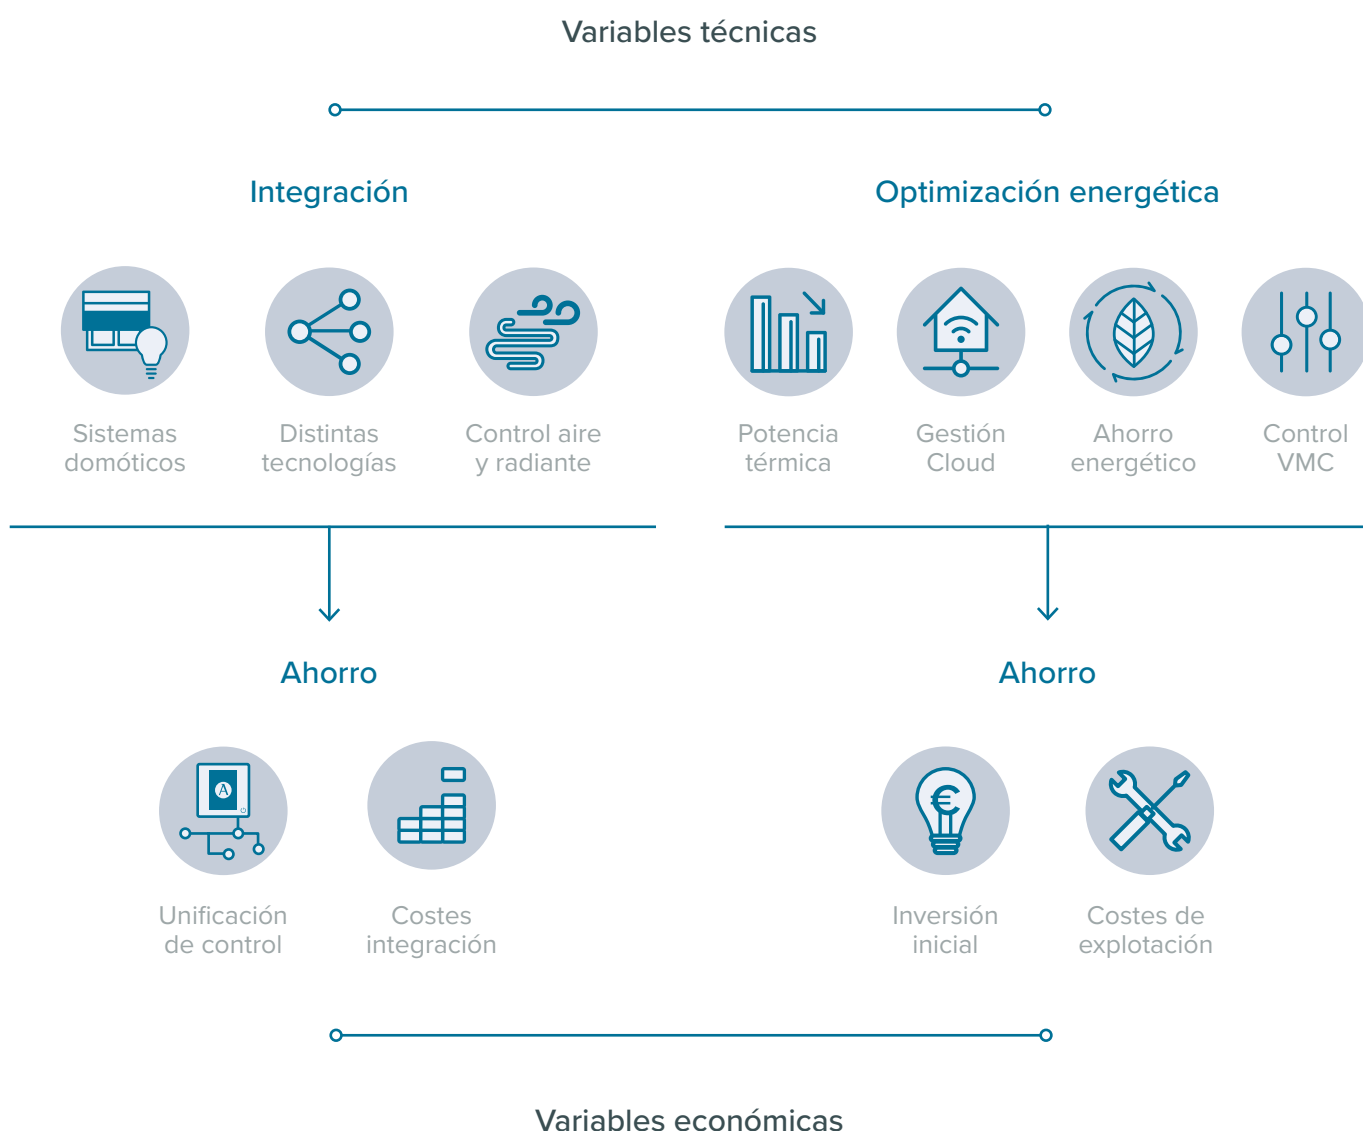 Variables técnicas
Integración
Optimización energética
Sistemas
domóticos
Distintas
tecnologías
Control aire
y radiante
Potencia
térmica
Gestión
Cloud
Ahorro
energético
Control
VMC
Ahorro
Ahorro
A
€
Unificación
de control
Costes
integración
Inversión
inicial
Costes de
explotación
Variables económicas